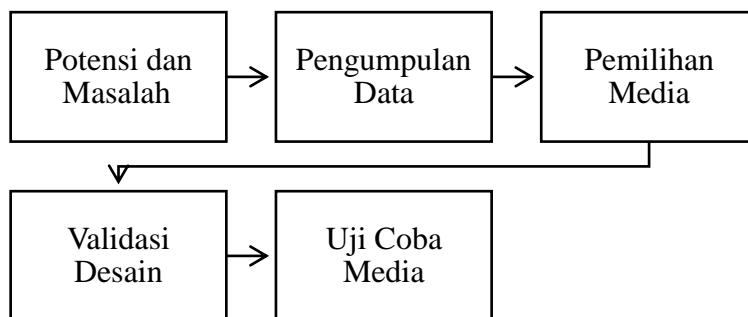 Potensi dan
Masalah
Pengumpulan
Data
Pemilihan
Media
Validasi
Desain
Uji Coba
Media